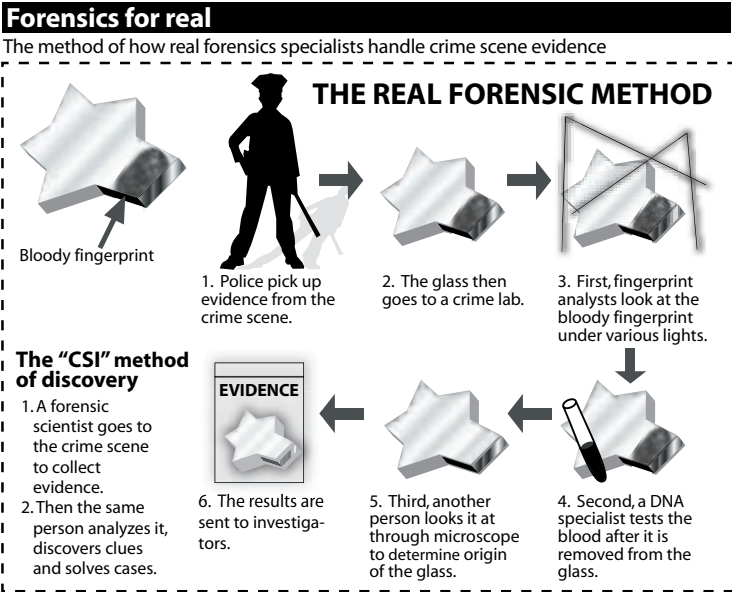 Forensics for real
The method of how real forensics specialists handle crime scene evidence
THE REAL FORENSIC METHOD
Bloody fingerprint
1. Police pick up
evidence from the
crime scene.
2. The glass then
goes to a crime lab.
3. First, fingerprint
analysts look at the
bloody fingerprint
under various lights.
4. Second, a DNA
specialist tests the
blood after it is
removed from the
glass.
5. Third, another
person looks it at
through microscope
to determine origin
of the glass.
EVIDENCE
6. The results are
sent to investiga-
tors.
The “CSI” method
of discovery
1. A forensic
scientist goes to
the crime scene
to collect
evidence.
2. Then the same
person analyzes it,
discovers clues
and solves cases.